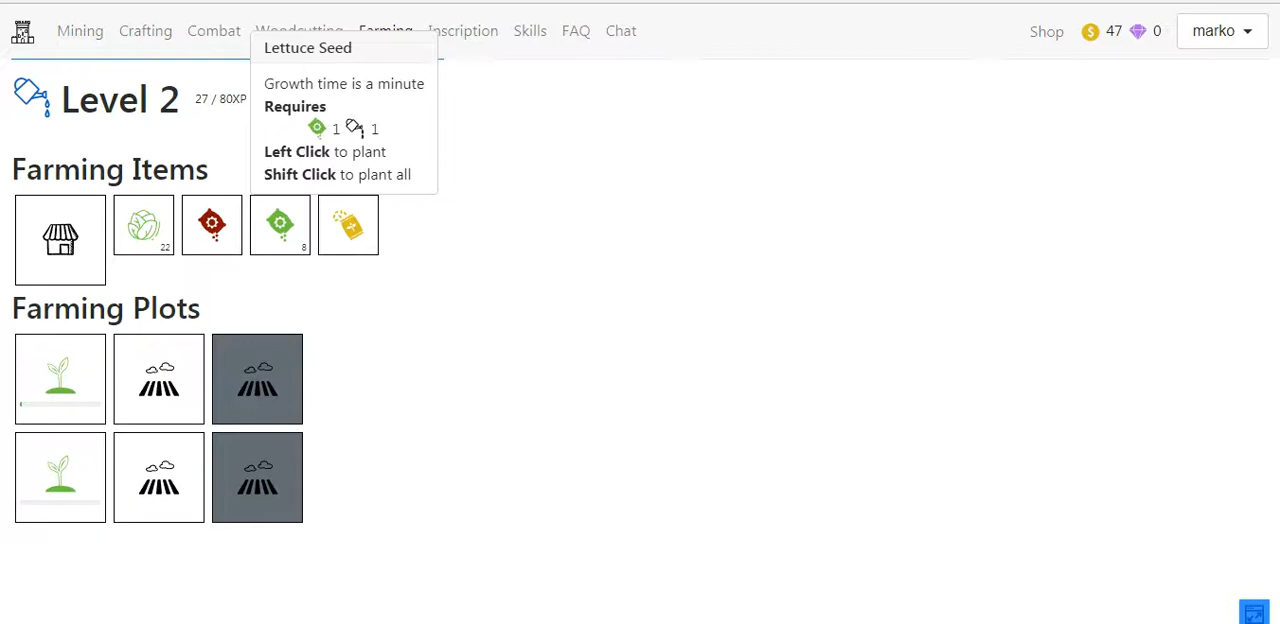 Mining Crafting Combat Woodcutting Farming Inscription Skills FAQ Chat Shop 47 0 marko
Lettuce Seed
Growth time is a minute
Requires
1 1
Left Click to plant
Shift Click to plant all
Level 2 27 / 80XP
Farming Items
22 8
Farming Plots